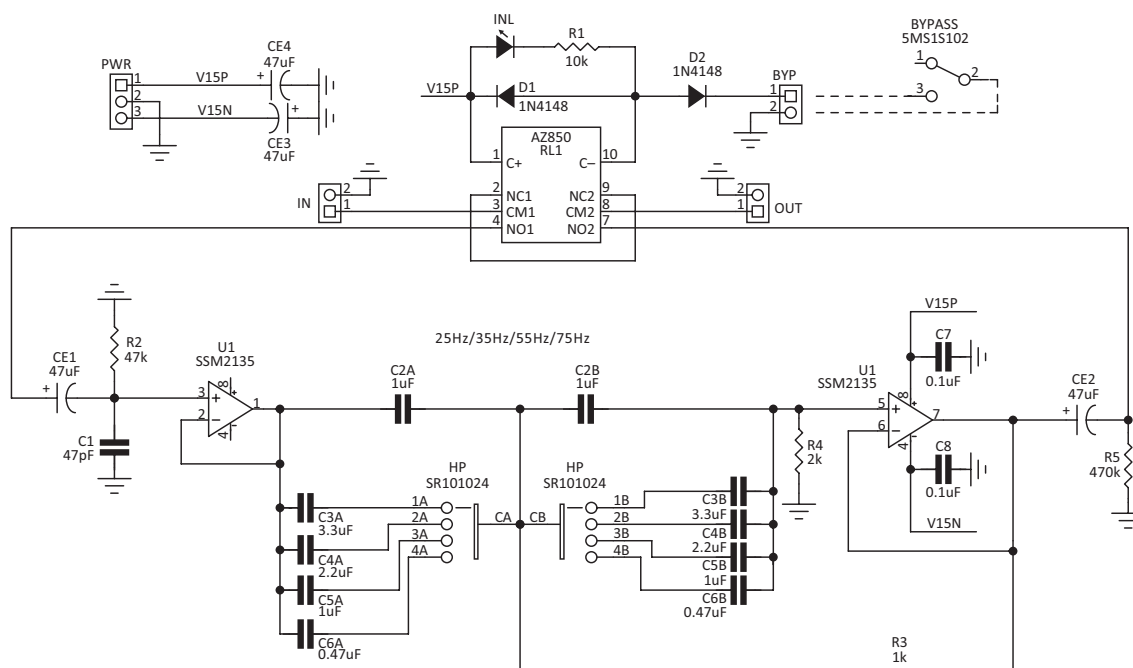 INL
R1
10k
CE4
47uF
PWR
1
2
3
V15P
V15N
+
+
CE3
47uF
V15P
D1
1N4148
D2
1N4148
BYP
1
2
BYPASS
5MS1S102
1
2
3
AZ850
RL1
1 C+ C– 10
2 NC1 NC2 9
3 CM1 CM2 8
4 NO1 NO2 7
IN
2
1
2
1
OUT
R2
47k
CE1
47uF
+
C1
47pF
U1
SSM2135
3 +
2 –
8 +
4 –
1
25Hz/35Hz/55Hz/75Hz
C2A
1uF
C2B
1uF
V15P
C7
0.1uF
U1
SSM2135
5 +
6 –
8 +
4 –
7
CE2
47uF
+
R4
2k
C8
0.1uF
V15N
R5
470k
HP
SR101024
HP
SR101024
1A
2A
3A
4A
CA
CB
1B
2B
3B
4B
C3A
3.3uF
C4A
2.2uF
C5A
1uF
C6A
0.47uF
C3B
3.3uF
C4B
2.2uF
C5B
1uF
C6B
0.47uF
R3
1k